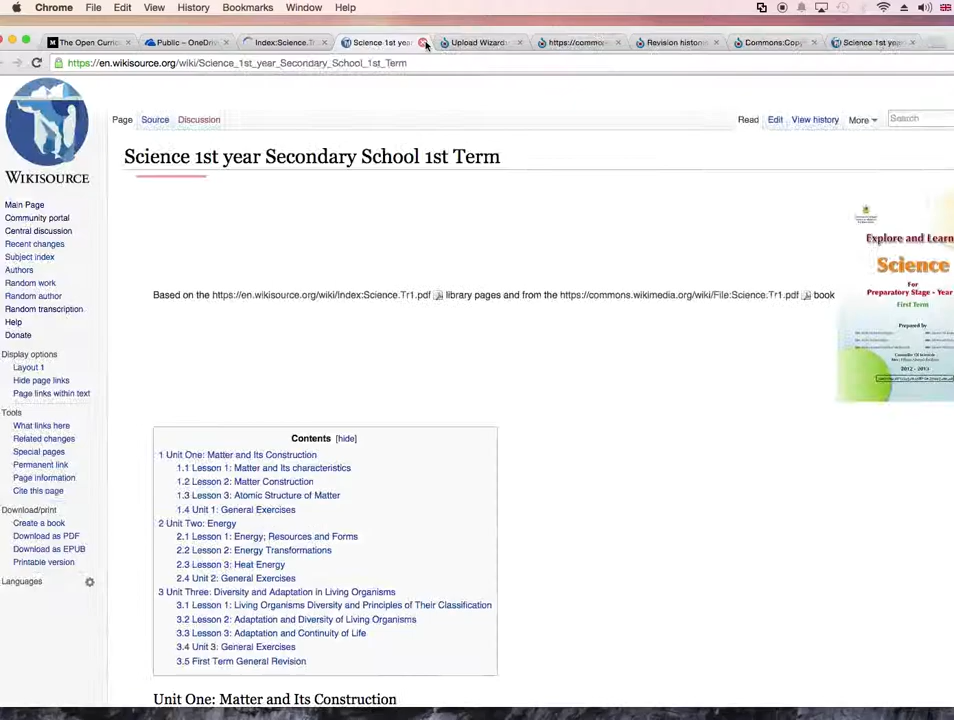 Chrome File Edit View History Bookmarks Window Help
The Open Curric Public – OneDriv Index:Science.T Science 1st yea Upload Wizard https://commo Revision histor Commons:Copy Science 1st yea
https://en.wikisource.org/wiki/Science_1st_year_Secondary_School_1st_Term
Page Source Discussion Read Edit View history More Search
Science 1st year Secondary School 1st Term
WIKISOURCE
Main Page
Community portal
Central discussion
Recent changes
Subject index
Authors
Random work
Random author
Random transcription
Help
Donate
Display options
Layout 1
Hide page links
Page links within text
Tools
What links here
Related changes
Special pages
Permanent link
Page information
Cite this page
Download/print
Create a book
Download as PDF
Download as EPUB
Printable version
Languages
Based on the https://en.wikisource.org/wiki/Index:Science.Tr1.pdf library pages and from the https://commons.wikimedia.org/wiki/File:Science.Tr1.pdf book
Explore and Learn
Science
For
Preparatory Stage - Year
First Term
Prepared by
2012 - 2013
Contents [hide]
1 Unit One: Matter and Its Construction
1.1 Lesson 1: Matter and Its characteristics
1.2 Lesson 2: Matter Construction
1.3 Lesson 3: Atomic Structure of Matter
1.4 Unit 1: General Exercises
2 Unit Two: Energy
2.1 Lesson 1: Energy; Resources and Forms
2.2 Lesson 2: Energy Transformations
2.3 Lesson 3: Heat Energy
2.4 Unit 2: General Exercises
3 Unit Three: Diversity and Adaptation in Living Organisms
3.1 Lesson 1: Living Organisms Diversity and Principles of Their Classification
3.2 Lesson 2: Adaptation and Diversity of Living Organisms
3.3 Lesson 3: Adaptation and Continuity of Life
3.4 Unit 3: General Exercises
3.5 First Term General Revision
Unit One: Matter and Its Construction